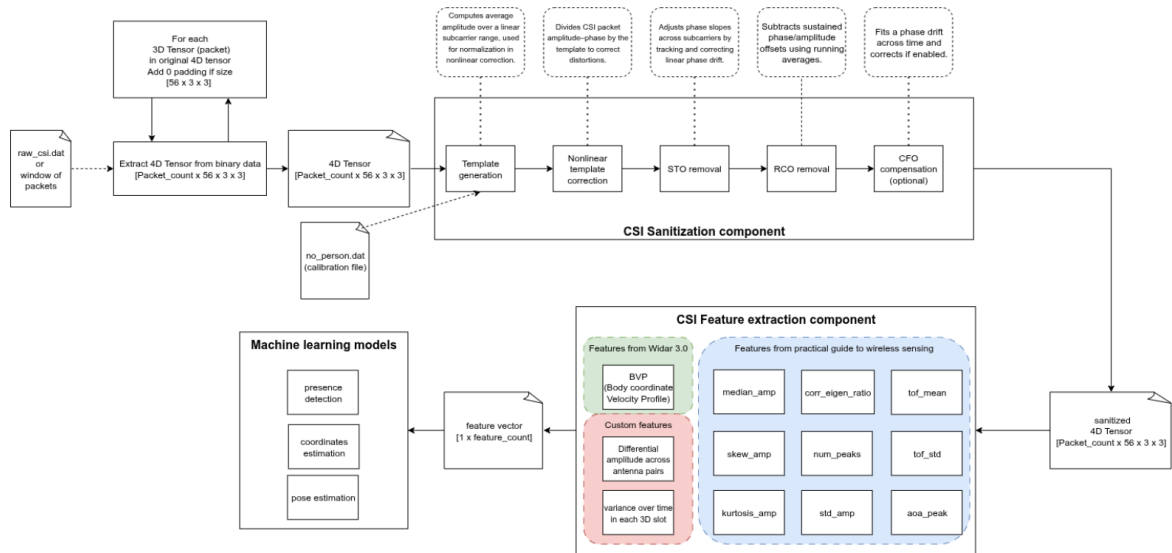 For each
3D Tensor (packet)
in original 4D tensor
Add 0 padding if size
[56 x 3 x 3]
Computes average
amplitude over a linear
subcarrier range, used
for normalization in
nonlinear correction.
Divides CSI packet
amplitude–phase by the
template to correct
distortions.
Adjusts phase slopes
across subcarriers by
tracking and correcting
linear phase drift.
Subtracts sustained
phase/amplitude
offsets using running
averages.
Fits a phase drift
across time and
corrects if enabled.
raw_csi.dat
or
window of
packets
Extract 4D Tensor from binary data
[Packet_count x 56 x 3 x 3]
4D Tensor
[Packet_count x 56 x 3 x 3]
Template
generation
Nonlinear
template
correction
STO removal
RCO removal
CFO
compensation
(optional)
CSI Sanitization component
no_person.dat
(calibration file)
Machine learning models
presence
detection
coordinates
estimation
pose estimation
feature vector
[1 x feature_count]
CSI Feature extraction component
Features from Widar 3.0
BVP
(Body coordinate
Velocity Profile)
Custom features
Differential
amplitude across
antenna pairs
variance over time
in each 3D slot
Features from practical guide to wireless sensing
median_amp
corr_eigen_ratio
tof_mean
skew_amp
num_peaks
tof_std
kurtosis_amp
std_amp
aoa_peak
sanitized
4D Tensor
[Packet_count x 56 x 3 x 3]